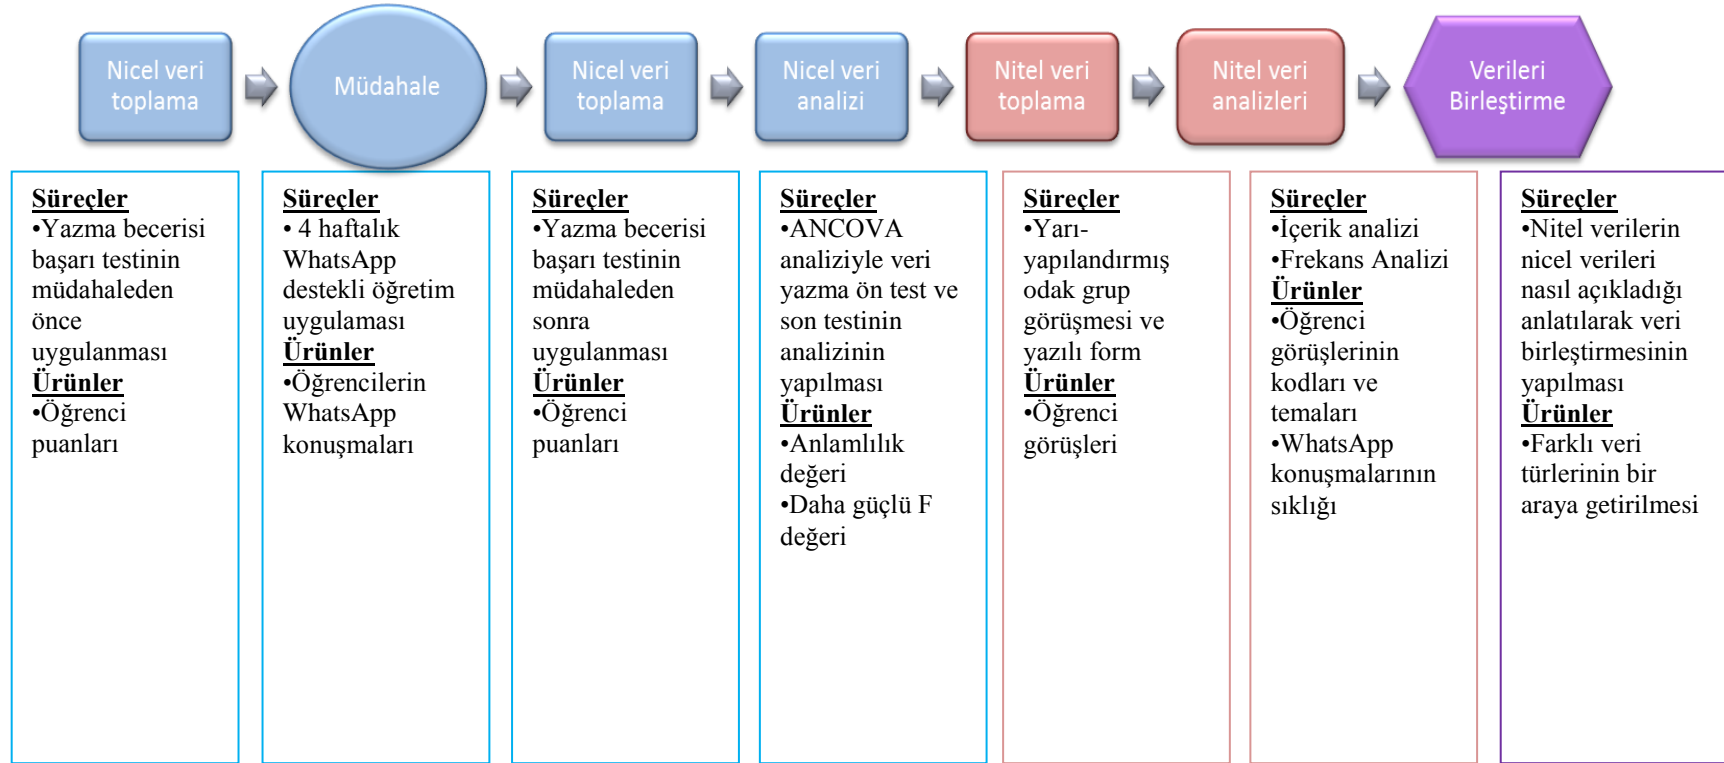 Nicel veri
toplama
Müdahale
Nicel veri
toplama
Nicel veri
analizi
Nitel veri
toplama
Nitel veri
analizleri
Verileri
Birleştirme
Süreçler
•Yazma becerisi
başarı testinin
müdahaleden
önce
uygulanması
Ürünler
•Öğrenci
puanları
Süreçler
• 4 haftalık
WhatsApp
destekli öğretim
uygulaması
Ürünler
•Öğrencilerin
WhatsApp
konuşmaları
Süreçler
•Yazma becerisi
başarı testinin
müdahaleden
sonra
uygulanması
Ürünler
•Öğrenci
puanları
Süreçler
•ANCOVA
analiziyle veri
yazma ön test ve
son testinin
analizinin
yapılması
Ürünler
•Anlamlılık
değeri
•Daha güçlü F
değeri
Süreçler
•Yarı-
yapılandırmış
odak grup
görüşmesi ve
yazılı form
Ürünler
•Öğrenci
görüşleri
Süreçler
•İçerik analizi
•Frekans Analizi
Ürünler
•Öğrenci
görüşlerinin
kodları ve
temaları
•WhatsApp
konuşmalarının
sıklığı
Süreçler
•Nitel verilerin
nicel verileri
nasıl açıkladığı
anlatılarak veri
birleştirmesinin
yapılması
Ürünler
•Farklı veri
türlerinin bir
araya getirilmesi